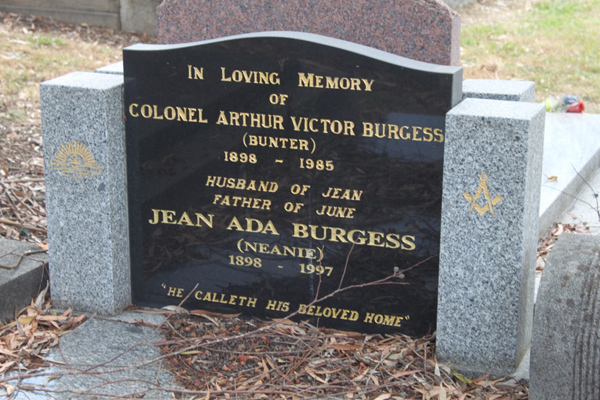 IN LOVING MEMORY
OF
COLONEL ARTHUR VICTOR BURGESS
(BUNTER)
1898 - 1985
HUSBAND OF JEAN
FATHER OF JUNE
JEAN ADA BURGESS
(NEANIE)
1898 - 1997
"HE CALLETH HIS BELOVED HOME"